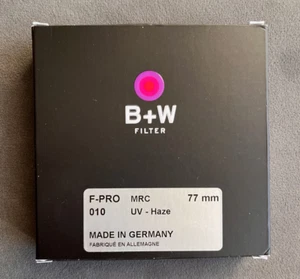 B+W
FILTER
F-PRO MRC 77 mm
010 UV - Haze
MADE IN GERMANY
FABRIQUÉ EN ALLEMAGNE